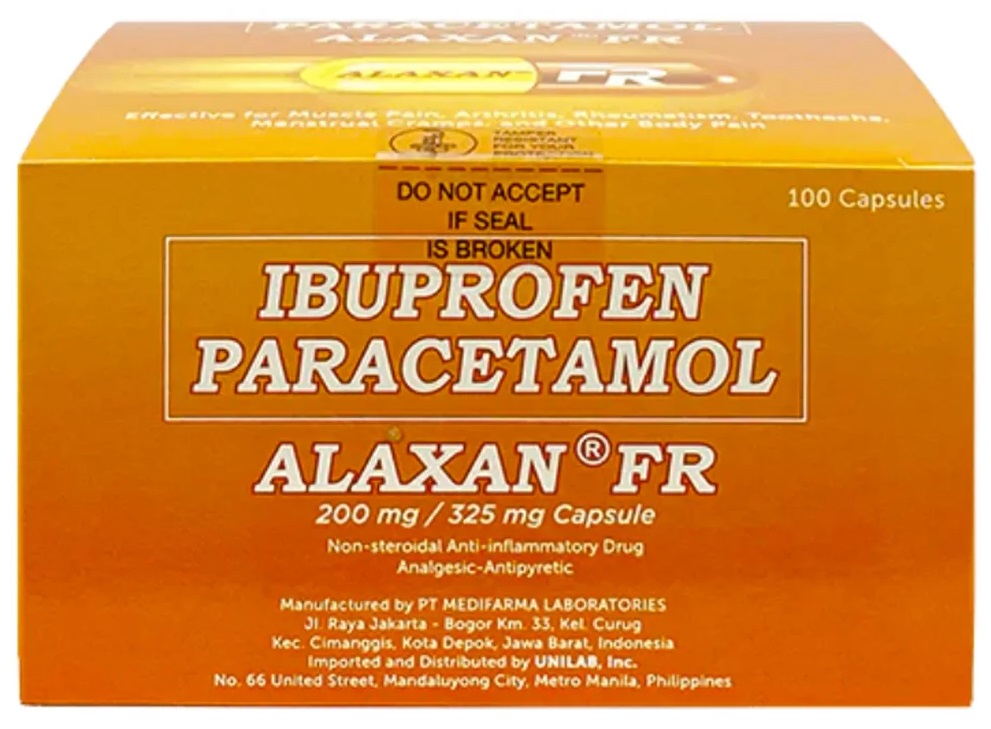 PARACETAMOL
ALAXAN® FR
ALAXAN FR
Effective for Muscle Pain, Arthritis, Rheumatism, Toothache,
Menstrual Cramps, and Other Body Pain
TAMPER
RESISTANT
FOR YOUR
PROTECTION
DO NOT ACCEPT
IF SEAL
IS BROKEN
100 Capsules
IBUPROFEN
PARACETAMOL
ALAXAN® FR
200 mg / 325 mg Capsule
Non-steroidal Anti-inflammatory Drug
Analgesic-Antipyretic
Manufactured by PT MEDIFARMA LABORATORIES
Jl. Raya Jakarta - Bogor Km. 33, Kel. Curug
Kec. Cimanggis, Kota Depok, Jawa Barat, Indonesia
Imported and Distributed by UNILAB, Inc.
No. 66 United Street, Mandaluyong City, Metro Manila, Philippines